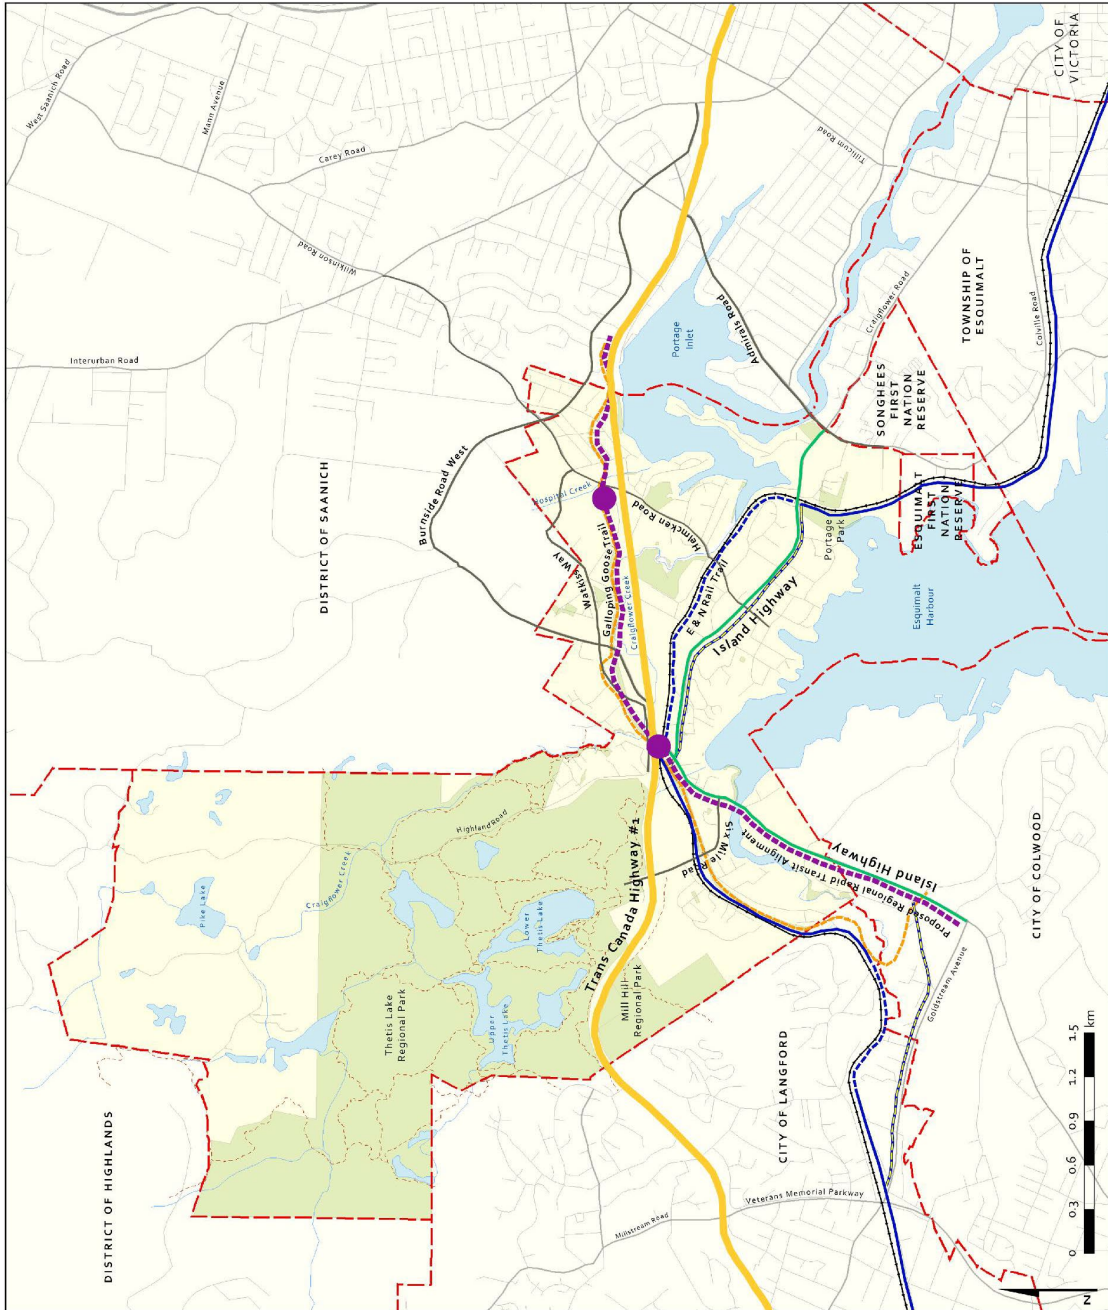 DISTRICT OF HIGHLANDS
DISTRICT OF SAANICH
Interurban Road
West Saanich Road
Mann Avenue
Carey Road
Wilkinson Road
Burnside Road West
Pike Lake
Craigflower Creek
Highland Road
Thetis Lake
Regional Park
Lower
Thetis Lake
Upper
Thetis Lake
Trans Canada Highway #1
Mill Hill
Regional Park
Watkiss Way
Hospital Creek
Galloping Goose Trail
Craigflower Creek
Helmcken Road
E & N Rail Trail
Island Highway
Portage
Inlet
Admirals Road
Tillicum Road
CITY OF
VICTORIA
Craigflower Road
TOWNSHIP OF
ESQUIMALT
Colville Road
SONGHEES
FIRST
NATION
RESERVE
ESQUIMALT
FIRST
NATION
RESERVE
Portage
Park
Esquimalt
Harbour
Six Mile Road
Proposed Regional Rapid Transit Alignment
Island Highway
CITY OF COLWOOD
Goldstream Avenue
CITY OF LANGFORD
Veterans Memorial Parkway
Millstream Road
0 0.3 0.6 0.9 1.2 1.5
km
N